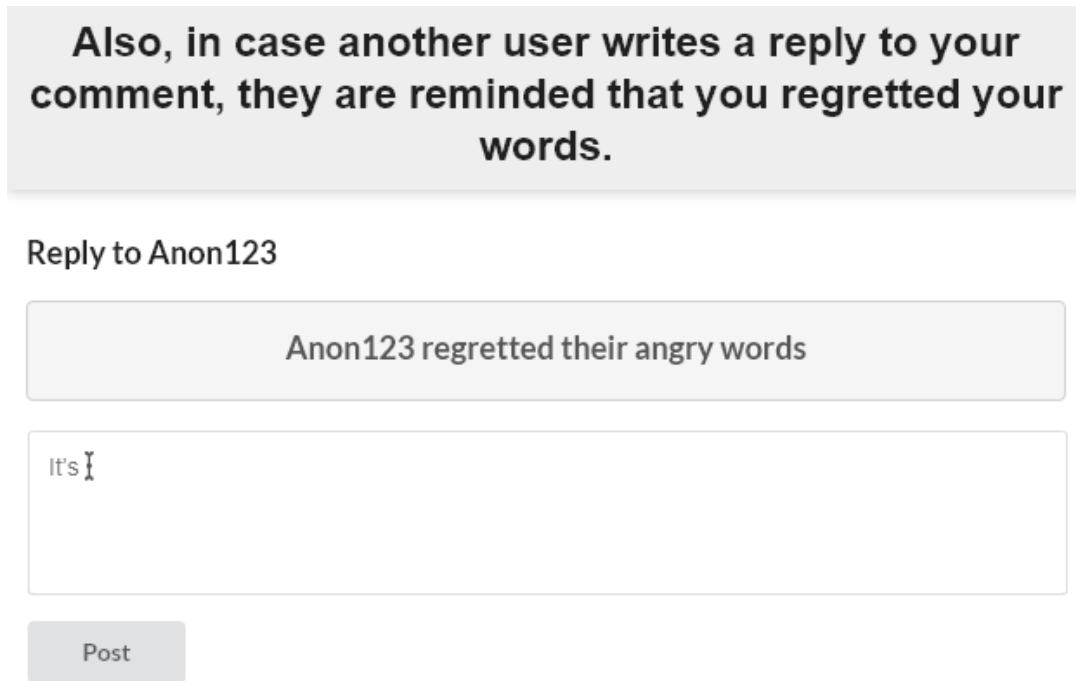 Also, in case another user writes a reply to your
comment, they are reminded that you regretted your
words.
Reply to Anon123
Anon123 regretted their angry words
It's
Post